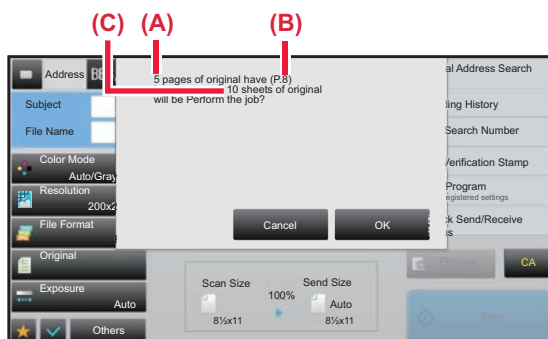 (C) (A) (B)
Address
5 pages of original have (P.8)
10 sheets of original
will be Perform the job?
al Address Search
Subject
ing History
File Name
Search Number
Color Mode
Auto/Gray
Verification Stamp
Resolution
200x2
Program
egistered settings
File Format
Cancel
OK
ck Send/Receive
us
Original
Preview
CA
Scan Size
Send Size
100%
Exposure
Auto
Auto
8½x11
8½x11
Start
Others